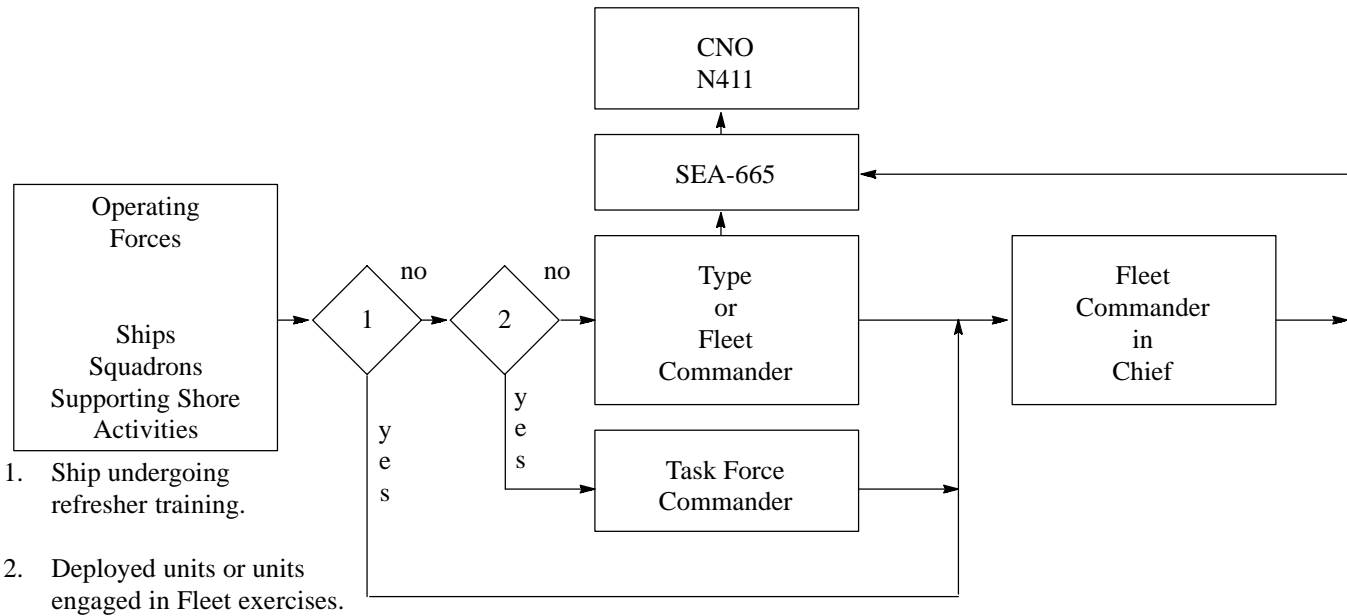 CNO
N411
SEA-665
Operating
Forces
Ships
Squadrons
Supporting Shore
Activities
1
no
yes
2
no
yes
Type
or
Fleet
Commander
Task Force
Commander
Fleet
Commander
in
Chief
1. Ship undergoing
refresher training.
2. Deployed units or units
engaged in Fleet exercises.